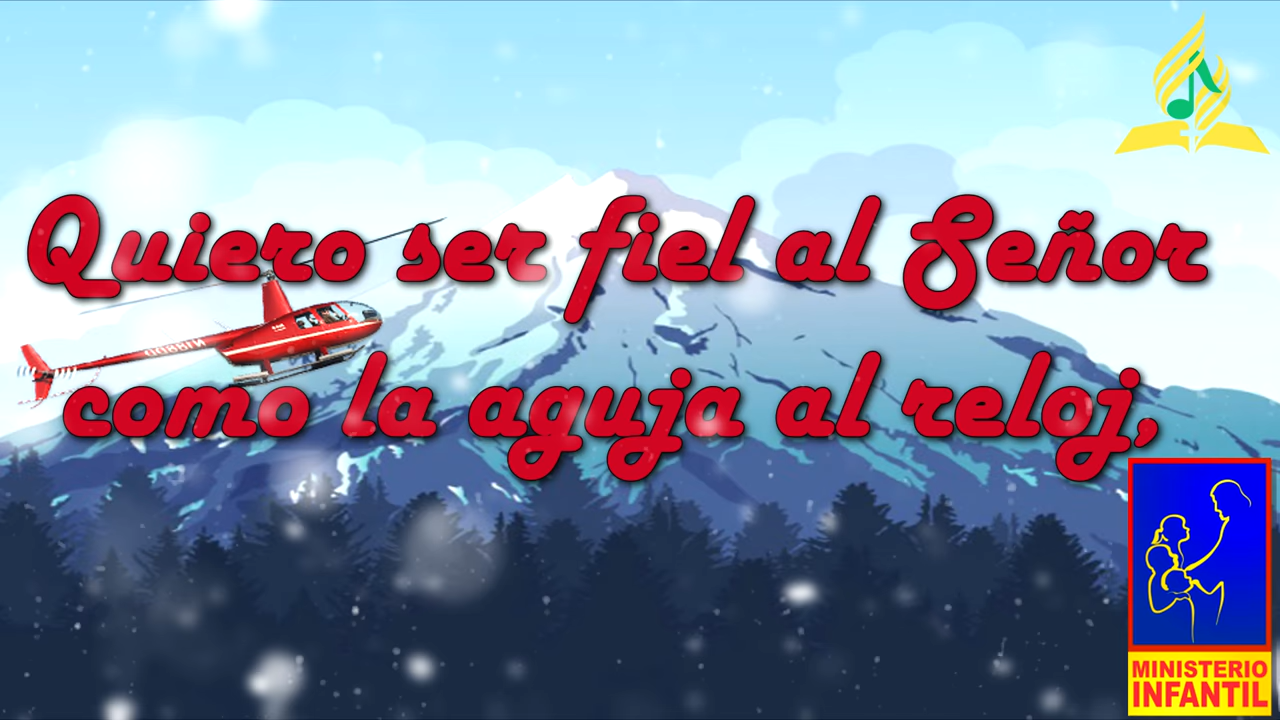 Quiero ser fiel al Señor
como la aguja al reloj,
MINISTERIO
INFANTIL